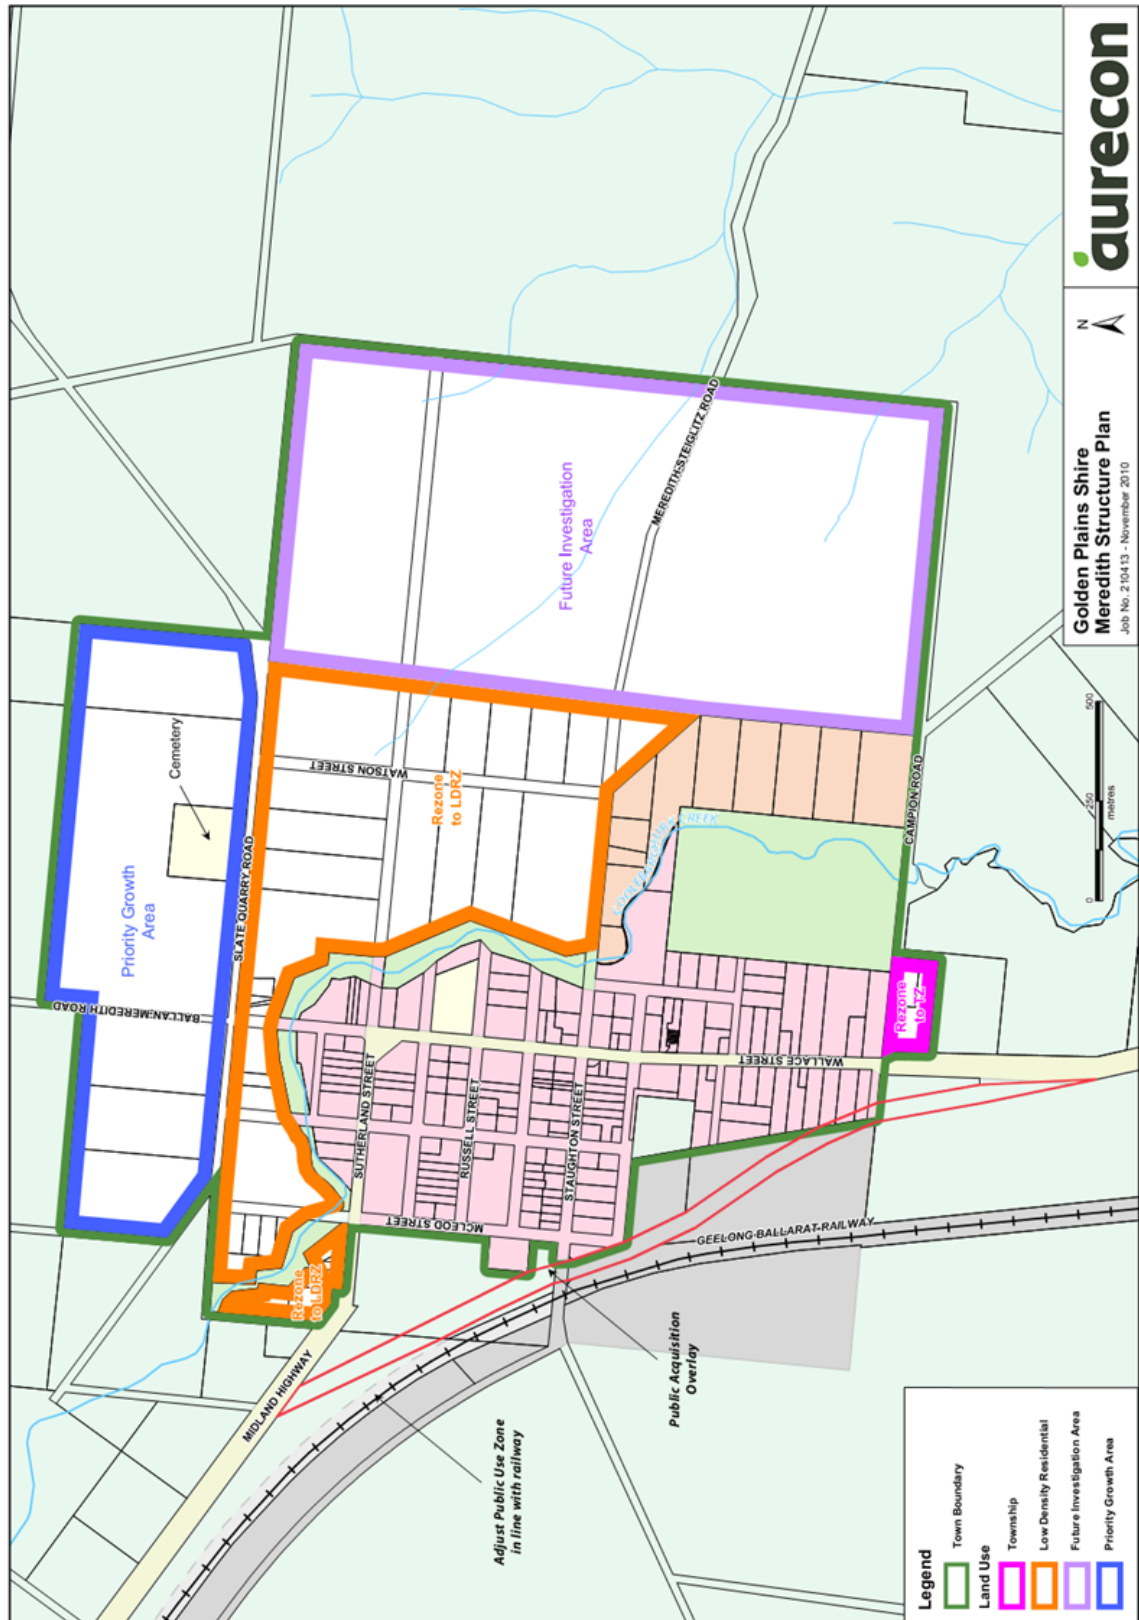 Priority Growth
Area
Cemetery
BALLAN-MEREDITH ROAD
SLATE QUARRY ROAD
WATSON STREET
Rezone
to LDRZ
Future Investigation
Area
MEREDITH-STEIGLITZ ROAD
SUTHERLAND STREET
RUSSELL STREET
STAUGHTON STREET
MCLEOD STREET
WALLACE STREET
CREEK
CAMPION ROAD
Rezone
to TZ
Rezone
to LDRZ
MIDLAND HIGHWAY
GEELONG-BALLARAT-RAILWAY
Public Acquisition
Overlay
Adjust Public Use Zone
in line with railway
Legend
Town Boundary
Land Use
Township
Low Density Residential
Future Investigation Area
Priority Growth Area
0 250 500
metres
Golden Plains Shire
Meredith Structure Plan
Job No. 210413 - November 2010
N
aurecon